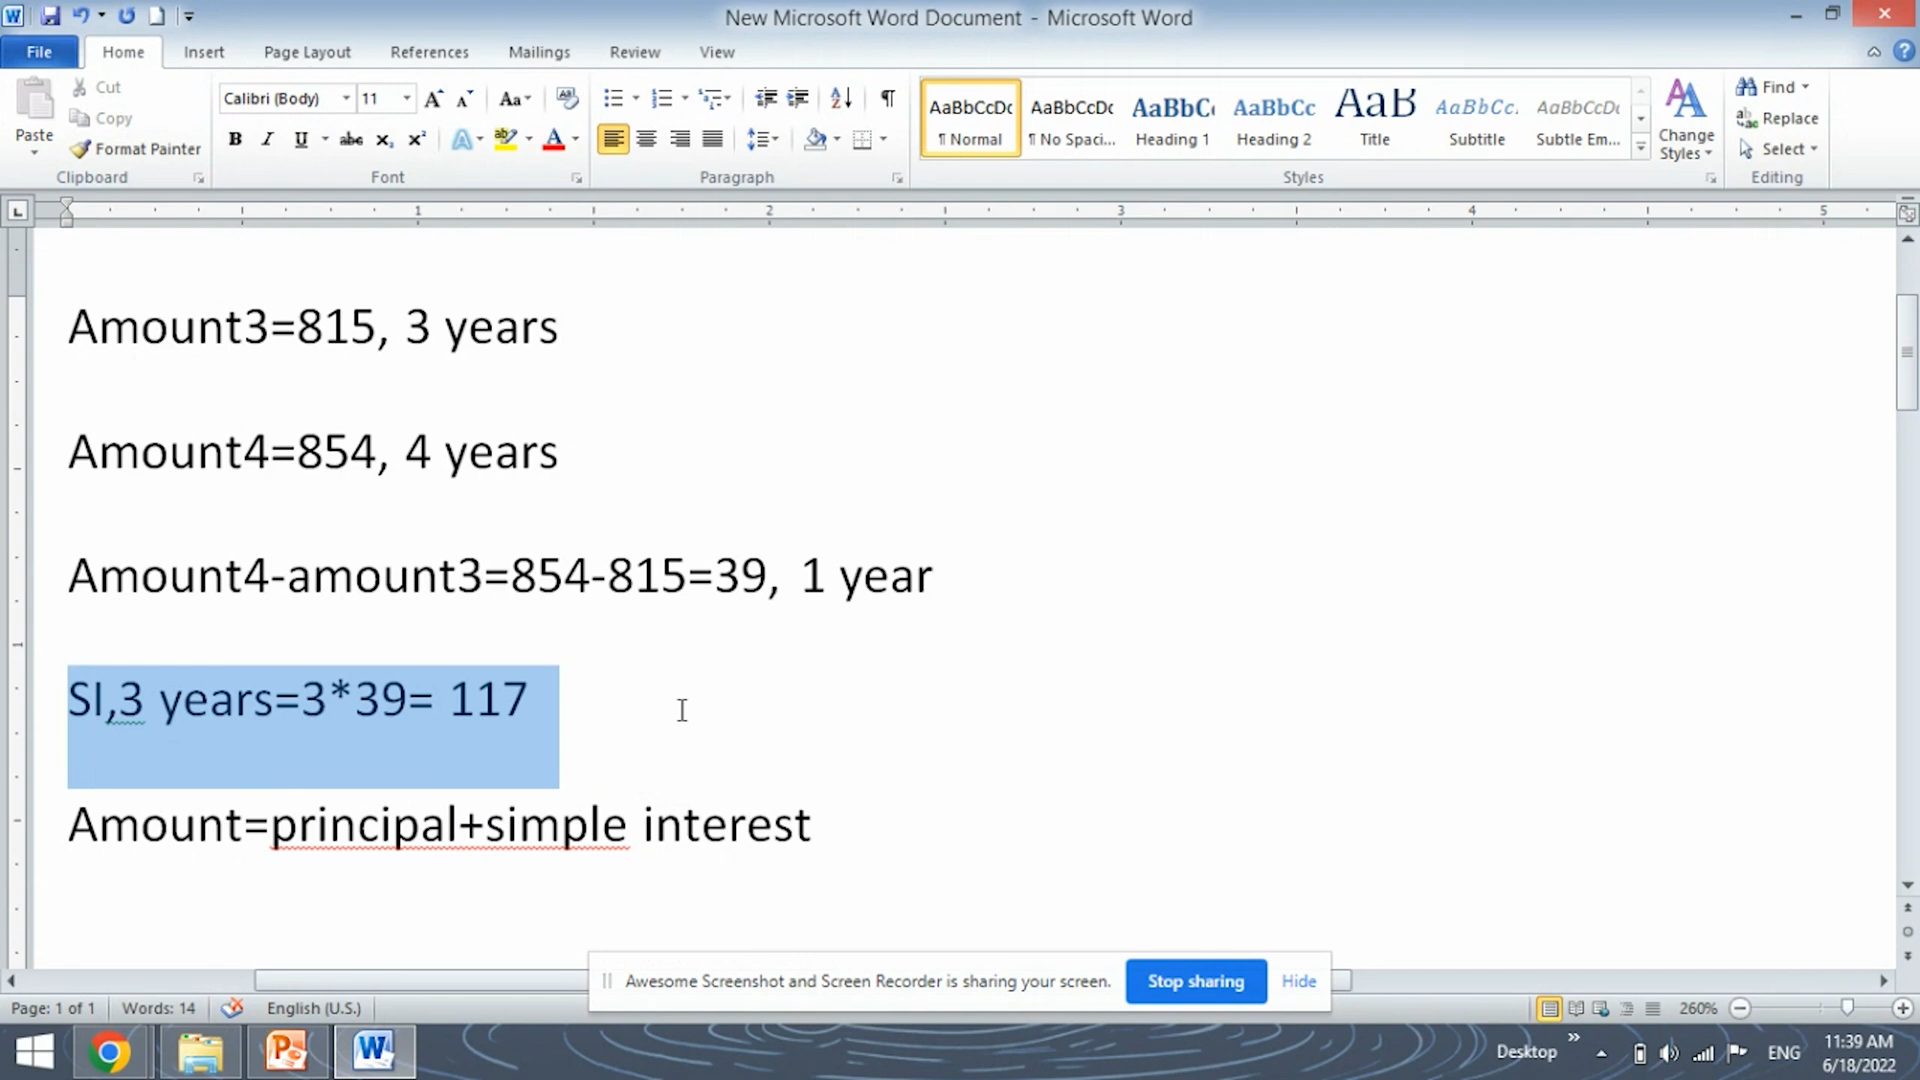 New Microsoft Word Document - Microsoft Word
File Home Insert Page Layout References Mailings Review View
Paste
Cut
Copy
Format Painter
Clipboard
Calibri (Body) 11
Font
Paragraph
AaBbCcDc AaBbCcDc AaBbC AaBbCc AaB AaBbCc. AaBbCcDc
¶ Normal ¶ No Spaci... Heading 1 Heading 2 Title Subtitle Subtle Em...
Change Styles
Styles
Find
Replace
Select
Editing
1 2 3 4 5
Amount3=815, 3 years
Amount4=854, 4 years
Amount4-amount3=854-815=39, 1 year
SI,3 years=3*39= 117
Amount=principal+simple interest
Awesome Screenshot and Screen Recorder is sharing your screen. Stop sharing Hide
Page: 1 of 1 Words: 14 English (U.S.) 260%
Desktop ENG 11:39 AM
6/18/2022